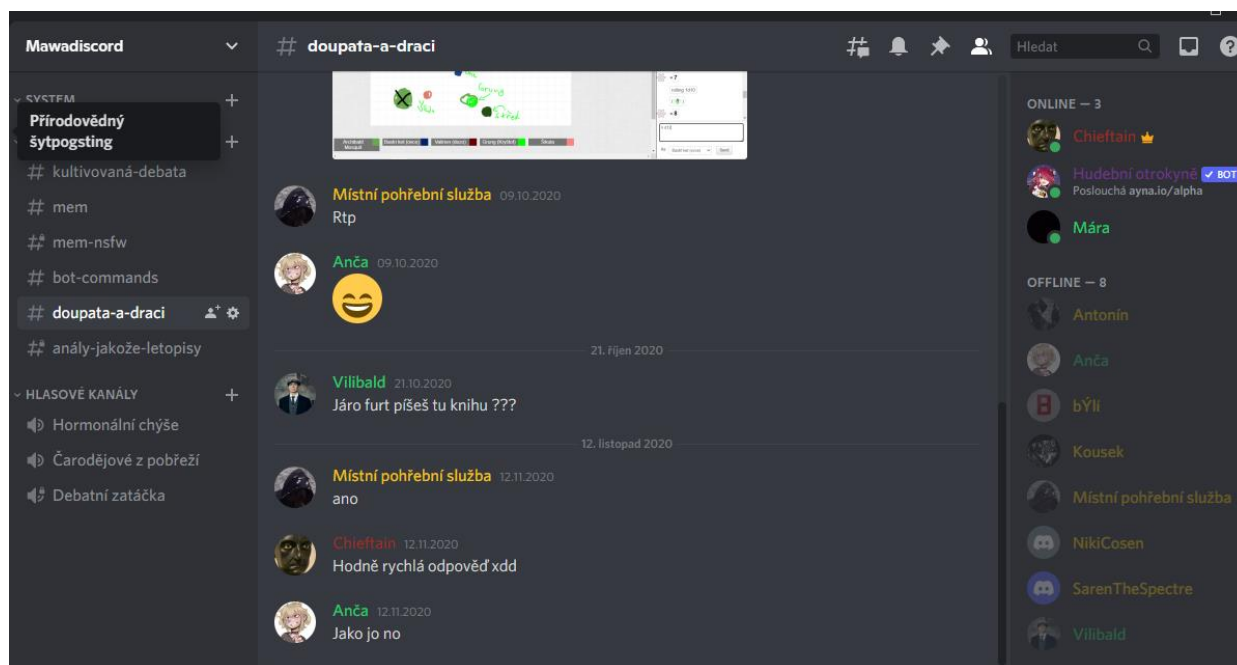 Mawadiscord
SYSTEM
Přírodovědný
šytpogsting
# kultivovaná-debata
# mem
mem-nsfw
# bot-commands
# doupata-a-draci
anály-jakože-letopisy
HLASOVÉ KANÁLY
Hormonální chýše
Čarodějové z pobřeží
Debatní zatáčka
# doupata-a-draci
Hledat
Místní pohřební služba 09.10.2020
Rtp
Anča 09.10.2020
21. říjen 2020
Vilibald 21.10.2020
Járo furt píšeš tu knihu ???
12. listopad 2020
Místní pohřební služba 12.11.2020
ano
Chieftain 12.11.2020
Hodně rychlá odpověď xdd
Anča 12.11.2020
Jako jo no
ONLINE — 3
Chieftain
Hudební otrokyně BOT
Poslouchá ayna.io/alpha
Mára
OFFLINE — 8
Antonín
Anča
bÝlí
Kousek
Místní pohřební služba
NikiCosen
SarenTheSpectre
Vilibald